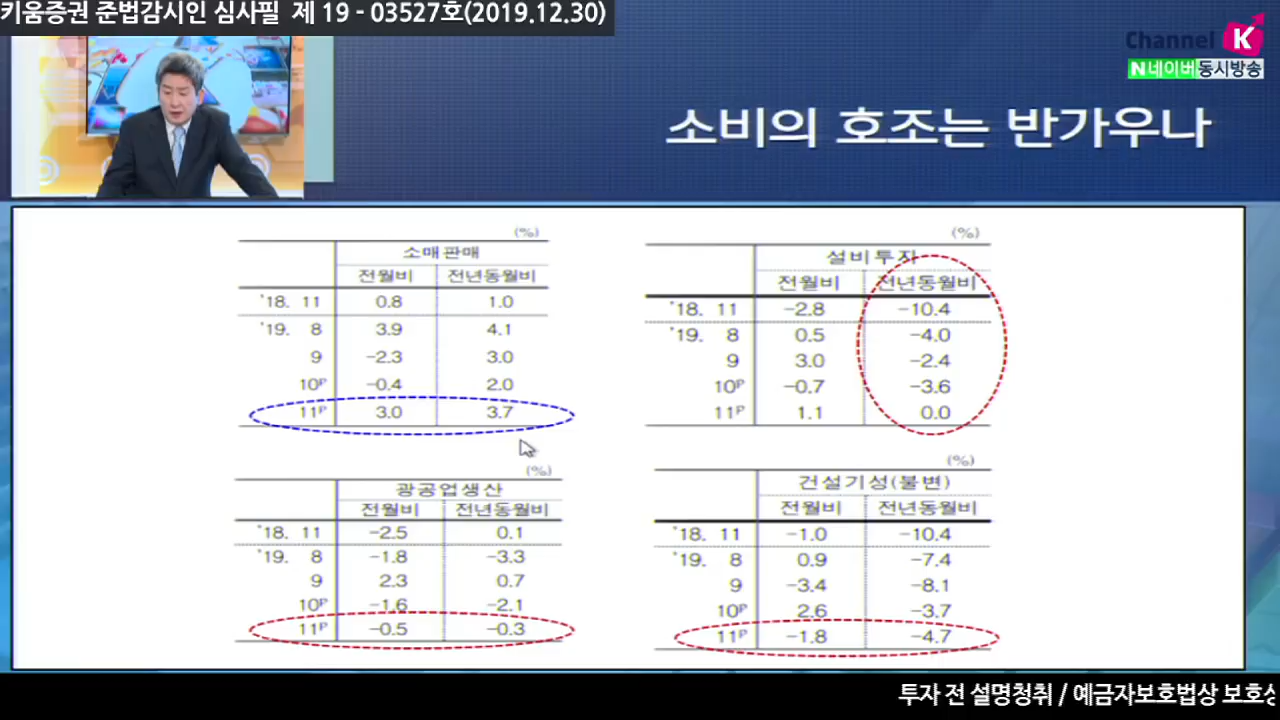 키움증권 준법감시인 심사필 제 19 - 03527호(2019.12.30)
Channel K
N네이버 동시방송
소비의 호조는 반가우나
(%)
소매판매
전월비 전년동월비
'18. 11 0.8 1.0
'19. 8 3.9 4.1
9 -2.3 3.0
10ᵖ -0.4 2.0
11ᵖ 3.0 3.7
(%)
설비투자
전월비 전년동월비
'18. 11 -2.8 -10.4
'19. 8 0.5 -4.0
9 3.0 -2.4
10ᵖ -0.7 -3.6
11ᵖ 1.1 0.0
(%)
광공업생산
전월비 전년동월비
'18. 11 -2.5 0.1
'19. 8 -1.8 -3.3
9 2.3 0.7
10ᵖ -1.6 -2.1
11ᵖ -0.5 -0.3
(%)
건설기성(불변)
전월비 전년동월비
'18. 11 -1.0 -10.4
'19. 8 0.9 -7.4
9 -3.4 -8.1
10ᵖ 2.6 -3.7
11ᵖ -1.8 -4.7
투자 전 설명청취 / 예금자보호법상 보호상